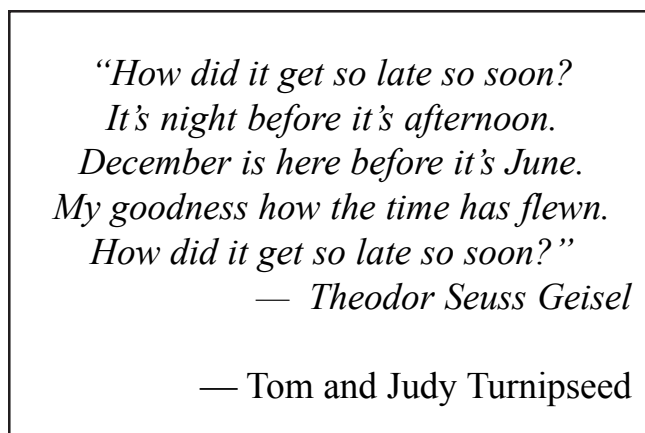 “How did it get so late so soon?
It’s night before it’s afternoon.
December is here before it’s June.
My goodness how the time has flewn.
How did it get so late so soon?”
— Theodor Seuss Geisel
— Tom and Judy Turnipseed